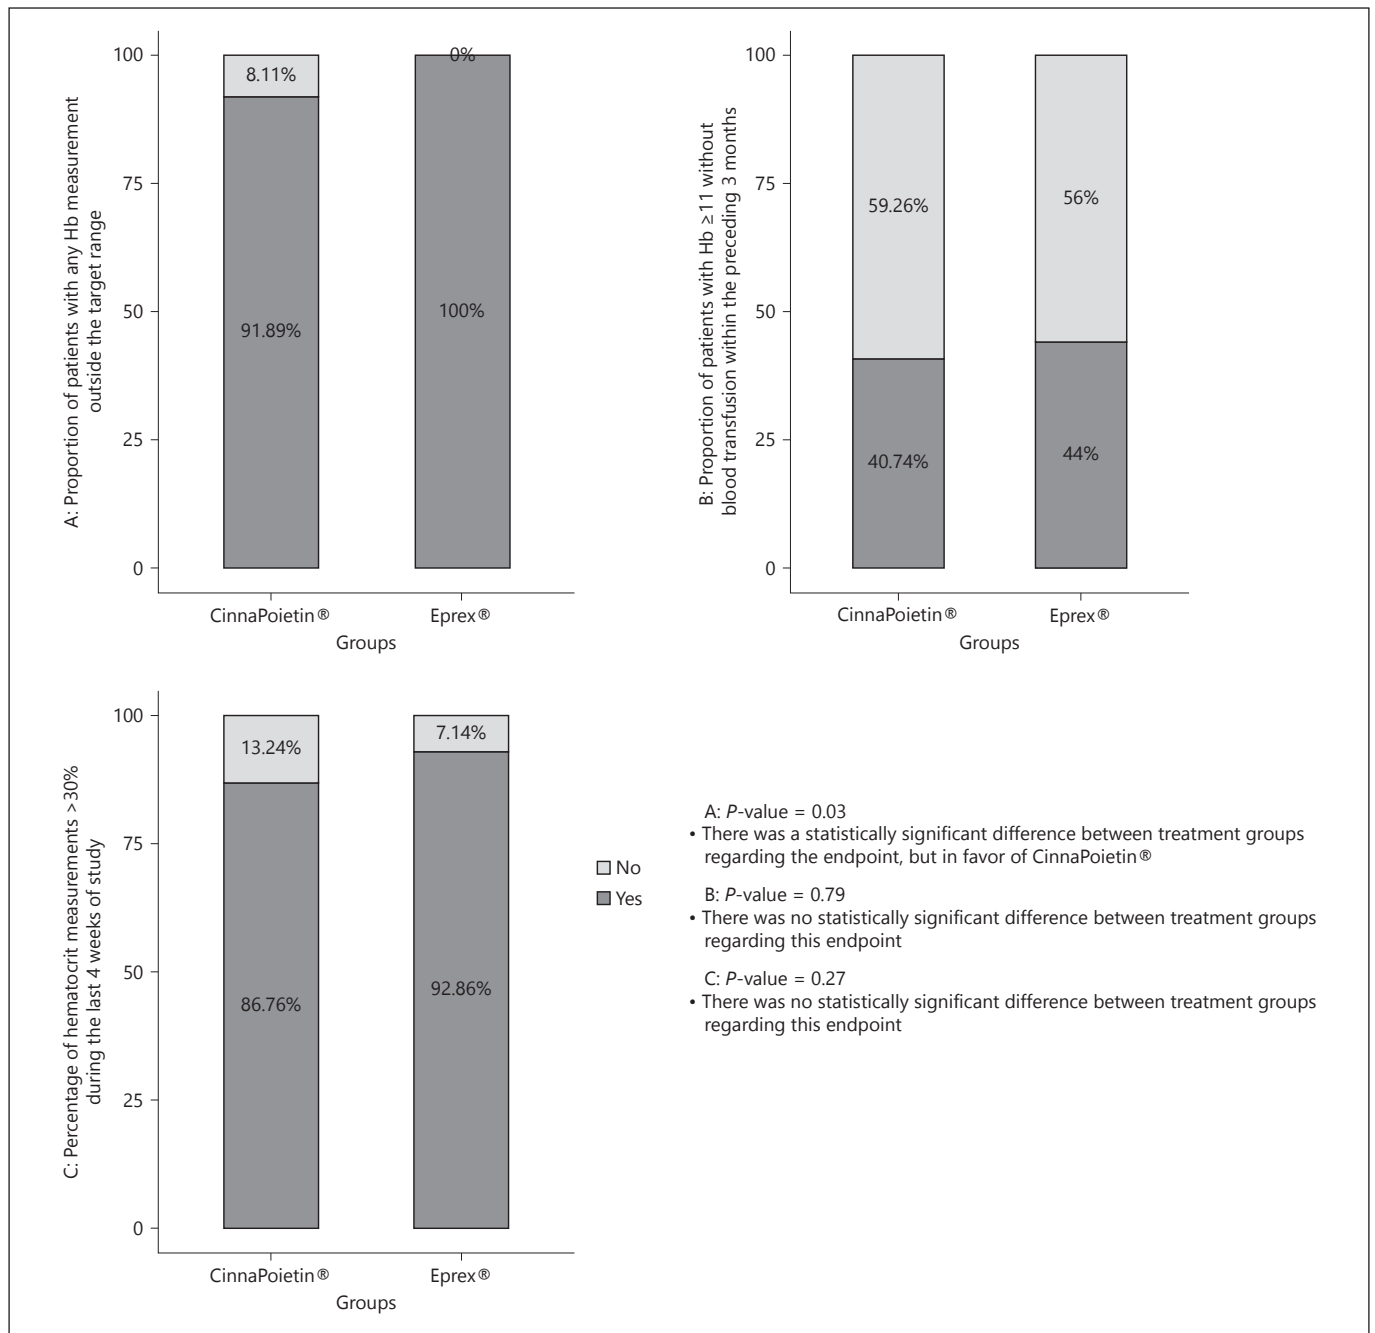 A: Proportion of patients with any Hb measurement
outside the target range
100
75
50
25
0
8.11%
91.89%
0%
100%
CinnaPoietin®
Eprex®
Groups
B: Proportion of patients with Hb ≥11 without
blood transfusion within the preceding 3 months
100
75
50
25
0
59.26%
40.74%
56%
44%
CinnaPoietin®
Eprex®
Groups
C: Percentage of hematocrit measurements >30%
during the last 4 weeks of study
100
75
50
25
0
13.24%
86.76%
7.14%
92.86%
CinnaPoietin®
Eprex®
Groups
No
Yes
A: P-value = 0.03
• There was a statistically significant difference between treatment groups
regarding the endpoint, but in favor of CinnaPoietin®
B: P-value = 0.79
• There was no statistically significant difference between treatment groups
regarding this endpoint
C: P-value = 0.27
• There was no statistically significant difference between treatment groups
regarding this endpoint